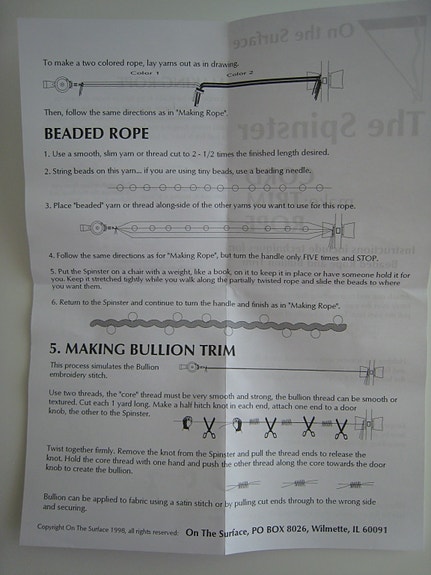 On the Surface
The Spinster
To make a two colored rope, lay yarns out as in drawing.
Color 1
Color 2
Then, follow the same directions as in "Making Rope"
BEADED ROPE
1. Use a smooth, slim yarn or thread cut to 2 - 1/2 times the finished length desired.
2. String beads on this yarn... if you are using tiny beads, use a beading needle.
3. Place "beaded" yarn or thread along-side of the other yarns you want to use for this rope.
4. Follow the same directions as for "Making Rope", but turn the handle only FIVE times and STOP.
5. Put the Spinster on a chair with a weight, like a book, on it to keep it in place or have someone hold it for
you. Keep it stretched tightly while you walk along the partially twisted rope and slide the beads to where
you want them.
6. Return to the Spinster and continue to turn the handle and finish as in "Making Rope".
5. MAKING BULLION TRIM
This process simulates the Bullion
embroidery stitch.
Use two threads, the "core" thread must be very smooth and strong, the bullion thread can be smooth or
textured. Cut each 1 yard long. Make a half hitch knot in each end, attach one end to a door
knob, the other to the Spinster.
Twist together firmly. Remove the knot from the Spinster and pull the thread ends to release the
knot. Hold the core thread with one hand and push the other thread along the core towards the door
knob to create the bullion.
Bullion can be applied to fabric using a satin stitch or by pulling cut ends through to the wrong side
and securing.
Copyright On The Surface 1998, all rights reserved. On The Surface, PO BOX 8026, Wilmette, IL 60091